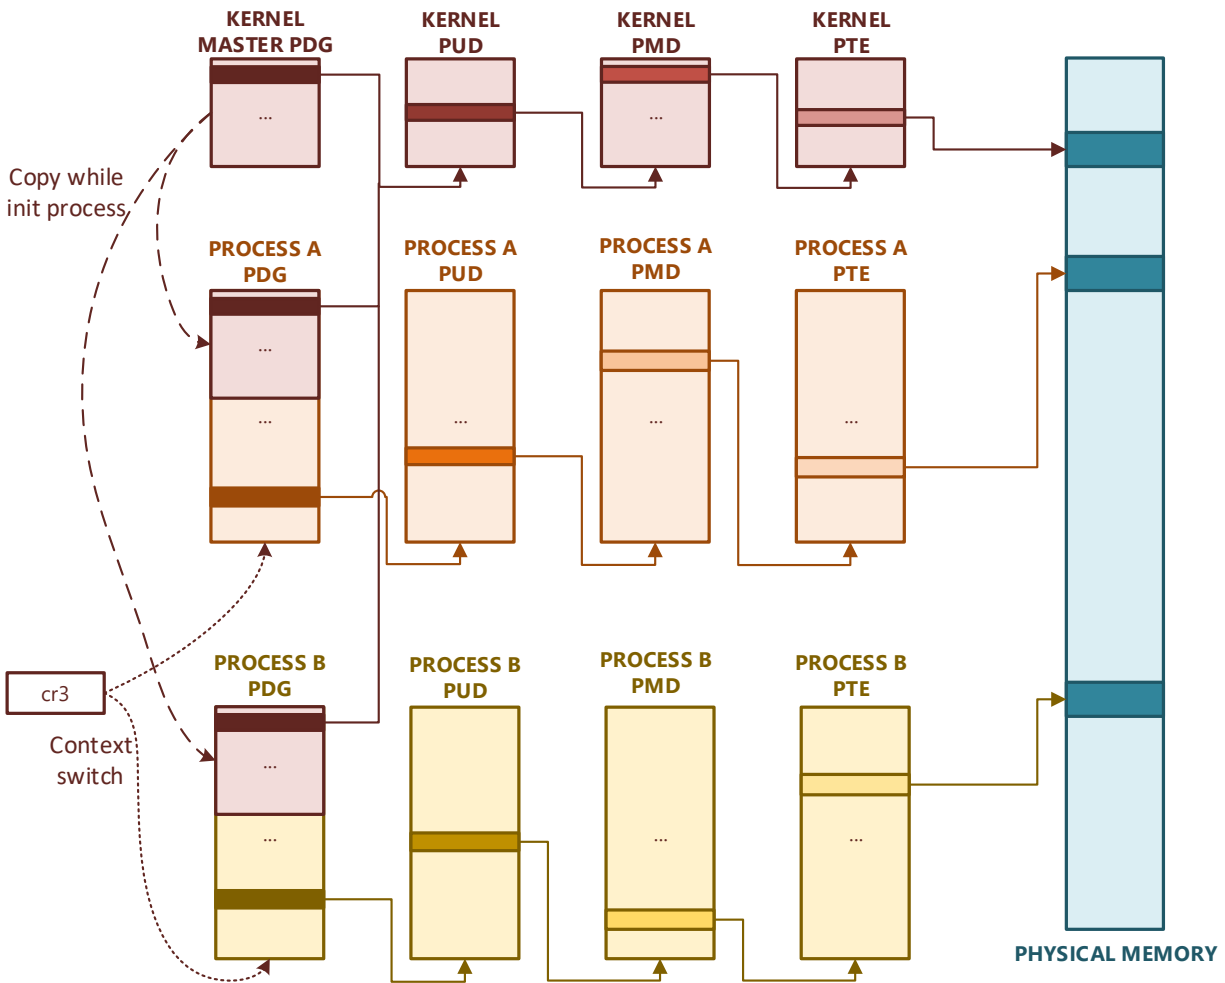 KERNEL
MASTER PDG
KERNEL
PUD
KERNEL
PMD
KERNEL
PTE
...
...
Copy while
init process
PROCESS A
PDG
PROCESS A
PUD
PROCESS A
PMD
PROCESS A
PTE
...
...
...
...
...
cr3
Context
switch
PROCESS B
PDG
PROCESS B
PUD
PROCESS B
PMD
PROCESS B
PTE
...
...
...
...
PHYSICAL MEMORY